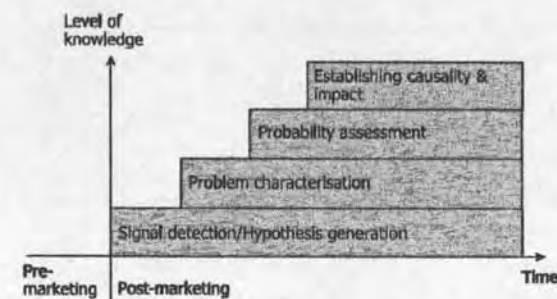 Level of
knowledge
Establishing causality &
impact
Probability assessment
Problem characterisation
Signal detection/Hypothesis generation
Time
Pre-
marketing
Post-marketing